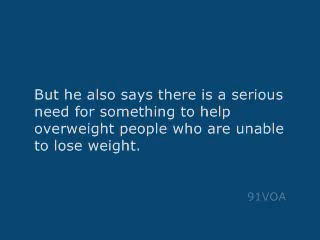 But he also says there is a serious
need for something to help
overweight people who are unable
to lose weight.
91VOA